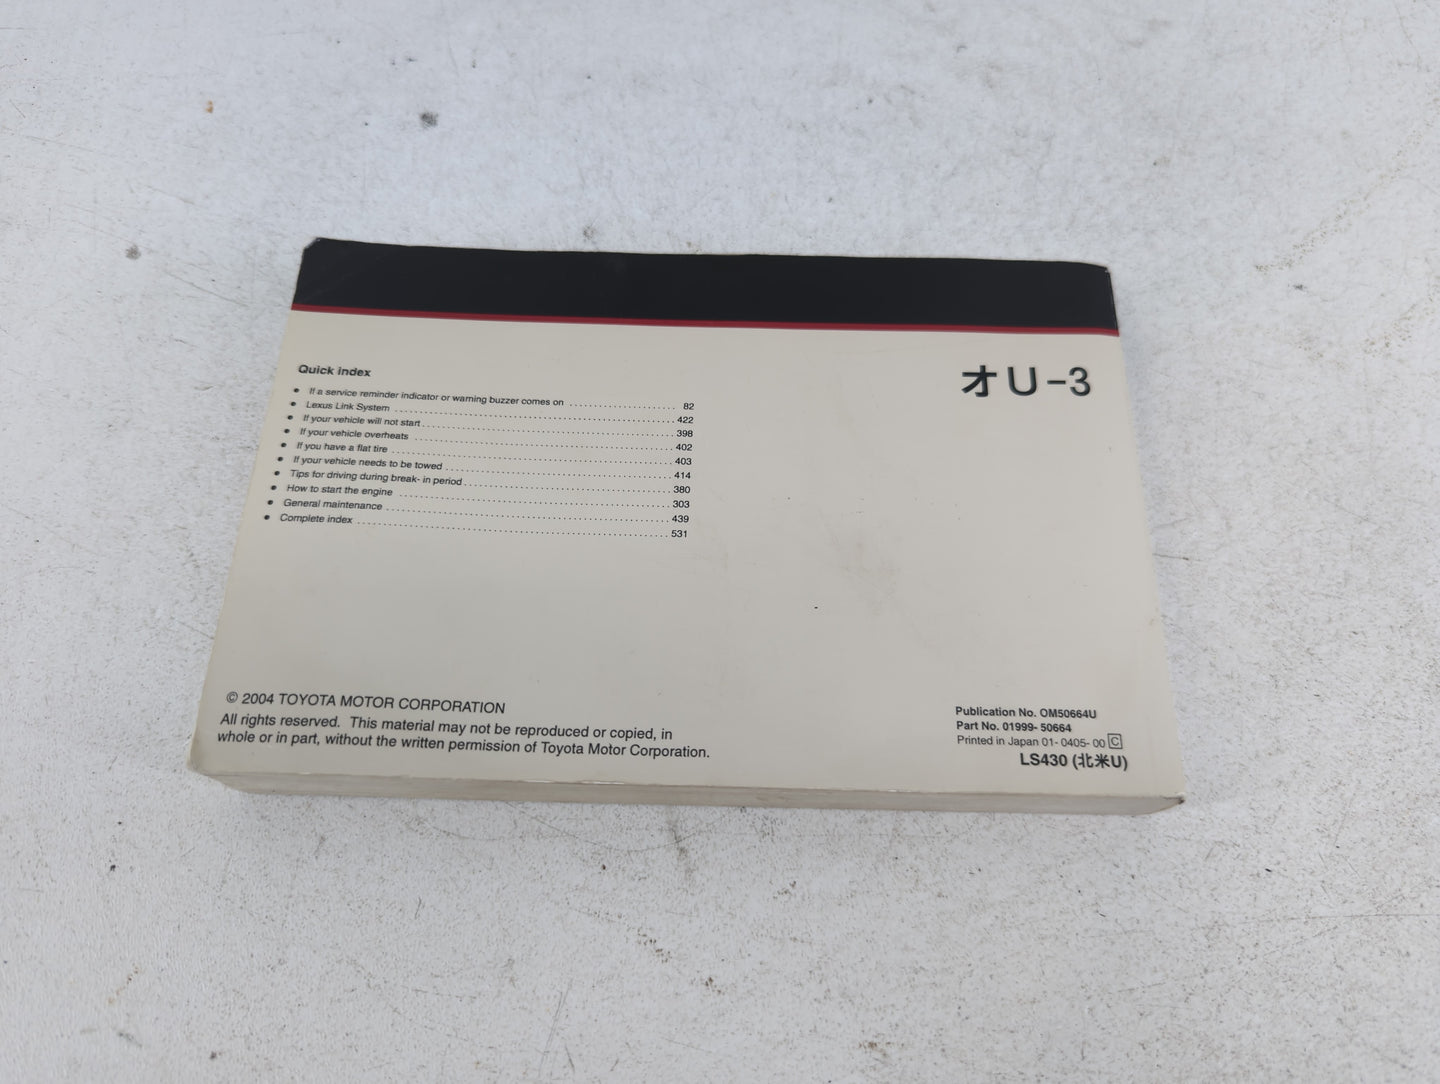 オU-3
Quick index
● If a service reminder indicator or warning buzzer comes on ........................ 82
● Lexus Link System ........................ 422
● If your vehicle will not start ........................ 398
● If your vehicle overheats ........................ 402
● If you have a flat tire ........................ 403
● If your vehicle needs to be towed ........................ 414
● Tips for driving during break- in period ........................ 380
● How to start the engine ........................ 303
● General maintenance ........................ 439
● Complete index ........................ 531
© 2004 TOYOTA MOTOR CORPORATION
All rights reserved. This material may not be reproduced or copied, in
whole or in part, without the written permission of Toyota Motor Corporation.
Publication No. OM50664U
Part No. 01999- 50664
Printed in Japan 01- 0405- 00 C
LS430 (北米U)